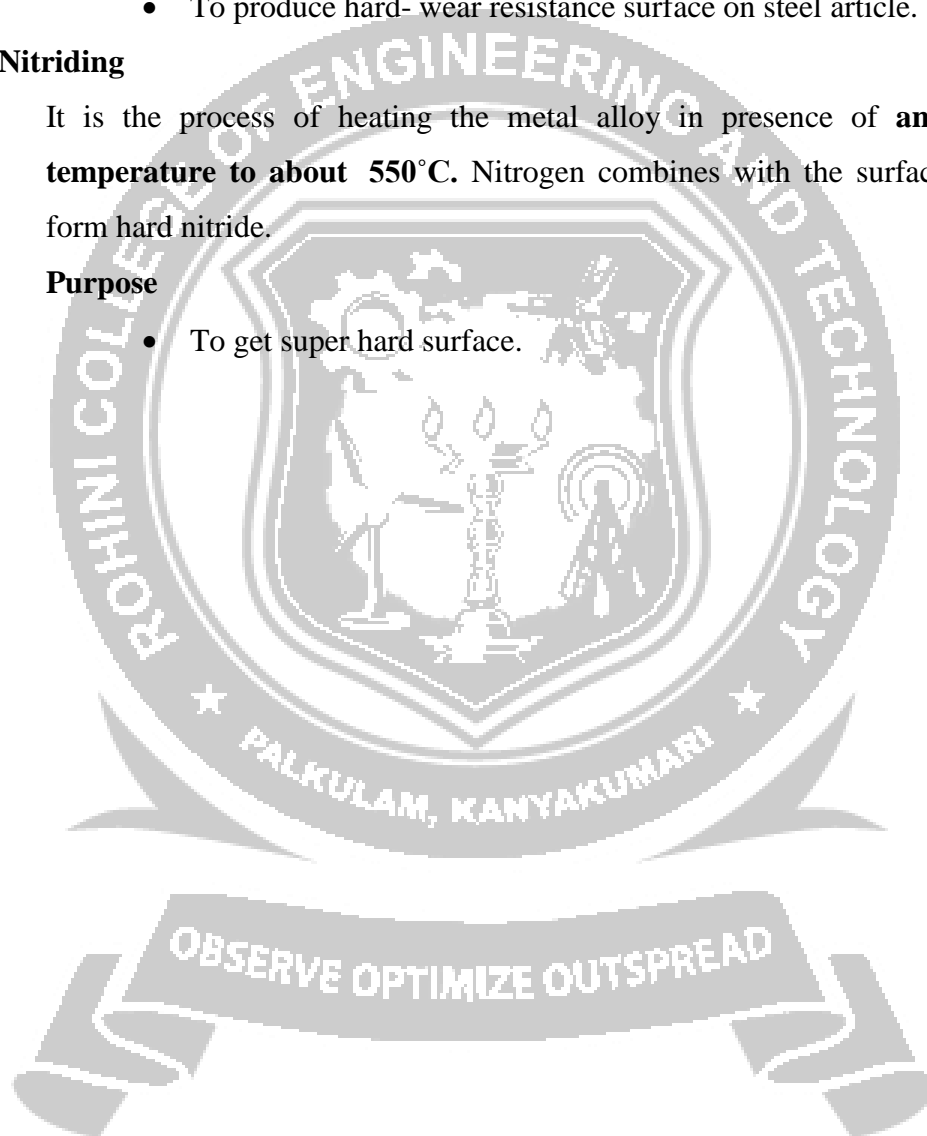 • To produce hard- wear resistance surface on steel article.
Nitriding
It is the process of heating the metal alloy in presence of
temperature to about 550˚C. Nitrogen combines with the
form hard nitride.
Purpose
• To get super hard surface.
ROHINI COLLEGE OF ENGINEERING AND TECHNOLOGY
PALKULAM, KANYAKUMARI
OBSERVE OPTIMIZE OUTSPREAD